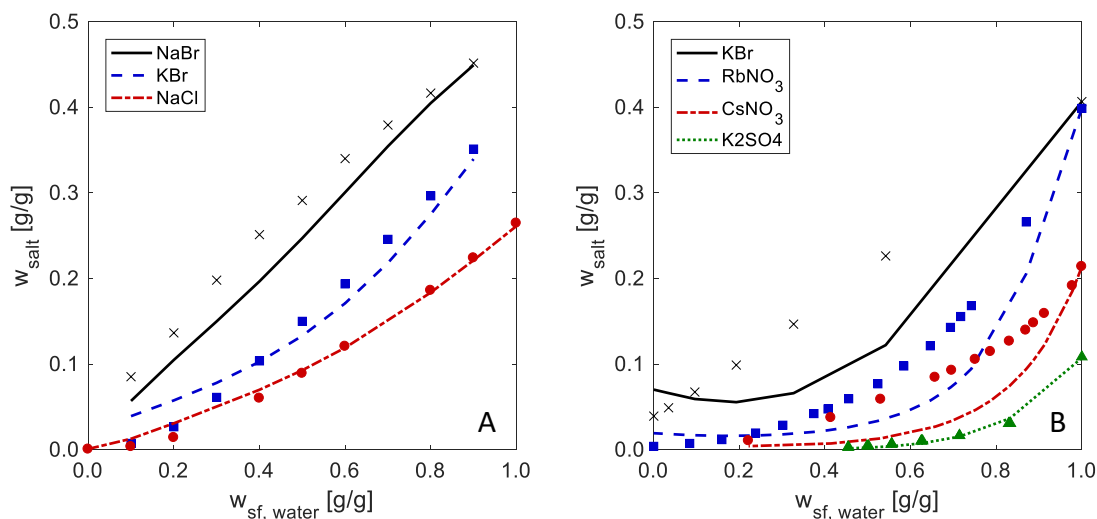 0.5
0.4
0.3
0.2
0.1
0.0
w_salt [g/g]
NaBr
KBr
NaCl
A
0.0 0.2 0.4 0.6 0.8 1.0
w_sf, water [g/g]
0.5
0.4
0.3
0.2
0.1
0.0
w_salt [g/g]
KBr
RbNO₃
CsNO₃
K2SO4
B
0.0 0.2 0.4 0.6 0.8 1.0
w_sf, water [g/g]